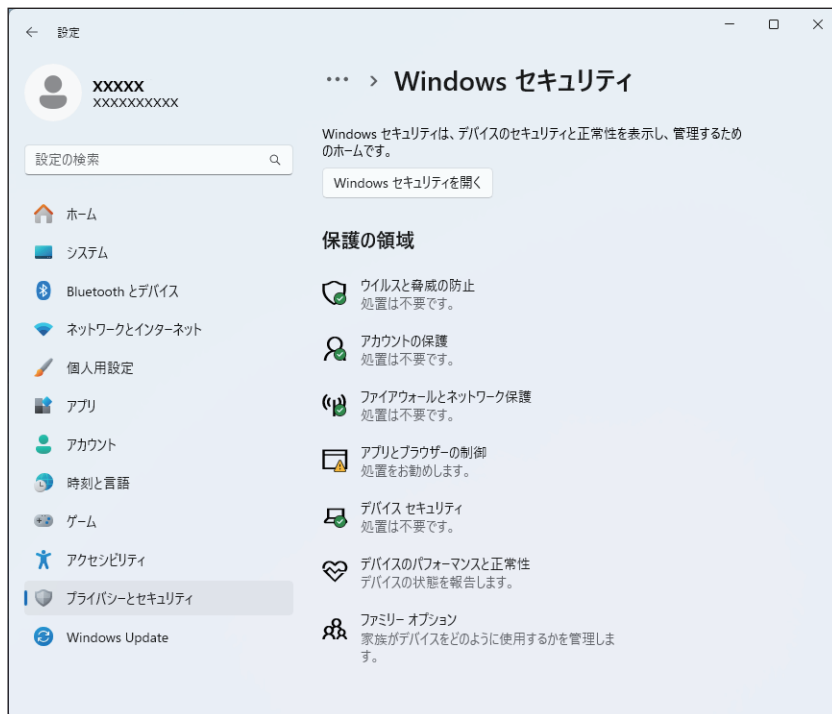 設定
XXXXX
XXXXXXXXXX
設定の検索
ホーム
システム
Bluetooth とデバイス
ネットワークとインターネット
個人用設定
アプリ
アカウント
時刻と言語
ゲーム
アクセシビリティ
プライバシーとセキュリティ
Windows Update
… > Windows セキュリティ
Windows セキュリティは、デバイスのセキュリティと正常性を表示し、管理するため
のホームです。
Windows セキュリティを開く
保護の領域
ウイルスと脅威の防止
処置は不要です。
アカウントの保護
処置は不要です。
ファイアウォールとネットワーク保護
処置は不要です。
アプリとブラウザーの制御
処置をお勧めします。
デバイス セキュリティ
処置は不要です。
デバイスのパフォーマンスと正常性
デバイスの状態を報告します。
ファミリー オプション
家族がデバイスをどのように使用するかを管理しま
す。